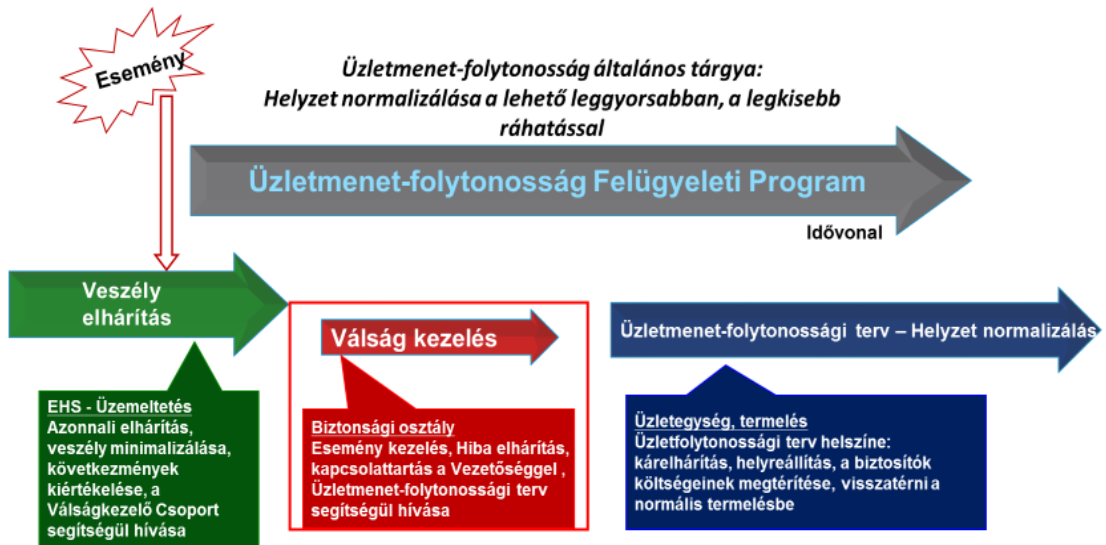 Esemény
Üzletmenet-folytonosság általános tárgya:
Helyzet normalizálása a lehető leggyorsabban, a legkisebb
ráhatással
Üzletmenet-folytonosság Felügyeleti Program
Idővonal
Veszély
elhárítás
Válság kezelés
Üzletmenet-folytonossági terv – Helyzet normalizálás
EHS - Üzemeltetés
Azonnali elhárítás,
veszély minimalizálása,
következmények
kiértékelése, a
Válságkezelő Csoport
segítségül hívása
Biztonsági osztály
Esemény kezelés, Hiba elhárítás,
kapcsolattartás a Vezetőséggel ,
Üzletmenet-folytonossági terv
segítségül hívása
Üzletegység, termelés
Üzletfolytonossági terv helszíne:
kárelhárítás, helyreállítás, a biztosítók
költségeinek megtérítése, visszatérni a
normális termelésbe